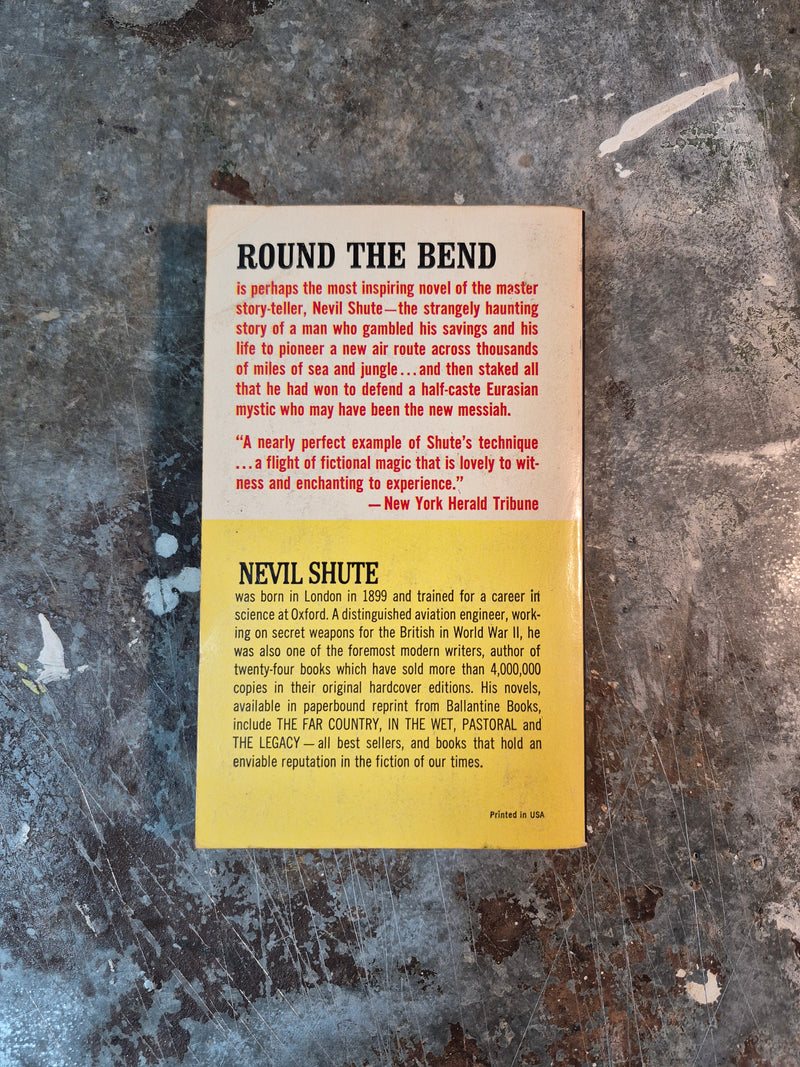 ROUND THE BEND
is perhaps the most inspiring novel of the master
story-teller, Nevil Shute—the strangely haunting
story of a man who gambled his savings and his
life to pioneer a new air route across thousands
of miles of sea and jungle...and then staked all
that he had won to defend a half-caste Eurasian
mystic who may have been the new messiah.
“A nearly perfect example of Shute’s technique
...a flight of fictional magic that is lovely to wit-
ness and enchanting to experience.”
—New York Herald Tribune
NEVIL SHUTE
was born in London in 1899 and trained for a career in
science at Oxford. A distinguished aviation engineer, work-
ing on secret weapons for the British in World War II, he
was also one of the foremost modern writers, author of
twenty-four books which have sold more than 4,000,000
copies in their original hardcover editions. His novels,
available in paperbound reprint from Ballantine Books,
include THE FAR COUNTRY, IN THE WET, PASTORAL and
THE LEGACY—all best sellers, and books that hold an
enviable reputation in the fiction of our times.
Printed in USA